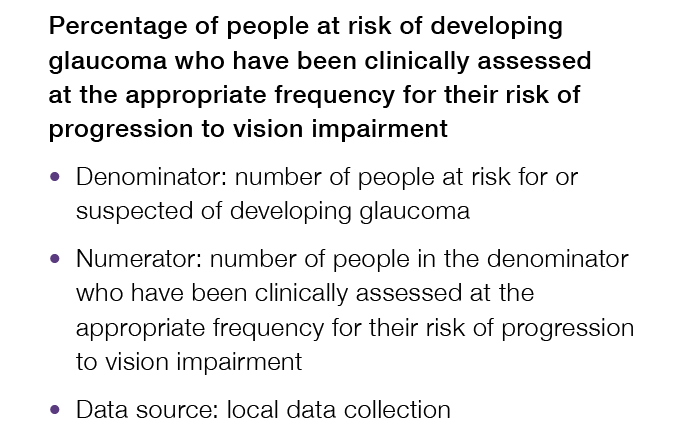 Percentage of people at risk of developing
glaucoma who have been clinically assessed
at the appropriate frequency for their risk of
progression to vision impairment
• Denominator: number of people at risk for or
suspected of developing glaucoma
• Numerator: number of people in the denominator
who have been clinically assessed at the
appropriate frequency for their risk of progression
to vision impairment
• Data source: local data collection